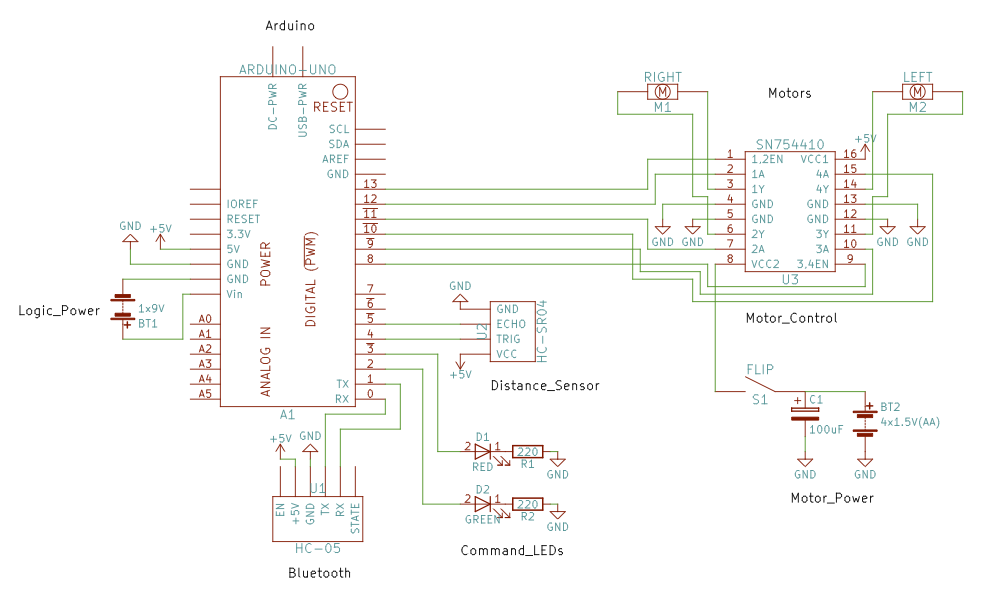 Arduino
ARDUINO-UNO
DC-PWR
USB-PWR
RESET
SCL
SDA
AREF
GND
13
12
11
10
9
8
7
6
5
4
3
2
TX 1
RX 0
IOREF
RESET
3.3V
5V
GND
GND
Vin
A0
A1
A2
A3
A4
A5
POWER
ANALOG IN
DIGITAL (PWM)
A1
GND
+5V
Logic_Power
1x9V
BT1
+
+5V
GND
U1
EN
+5V
GND
TX
RX
STATE
HC-05
Bluetooth
GND
+5V
U2
GND
ECHO
TRIG
VCC
HC-SR04
Distance_Sensor
D1
2
1
RED
220
R1
GND
D2
2
1
GREEN
220
R2
GND
Command_LEDs
RIGHT
M
M1
Motors
LEFT
M
M2
SN754410
+5V
1 1,2EN VCC1 16
2 1A 4A 15
3 1Y 4Y 14
4 GND GND 13
5 GND GND 12
6 2Y 3Y 11
7 2A 3A 10
8 VCC2 3,4EN 9
U3
GND
GND
GND
GND
Motor_Control
FLIP
S1
+
C1
100uF
GND
+
BT2
4x1.5V(AA)
GND
Motor_Power